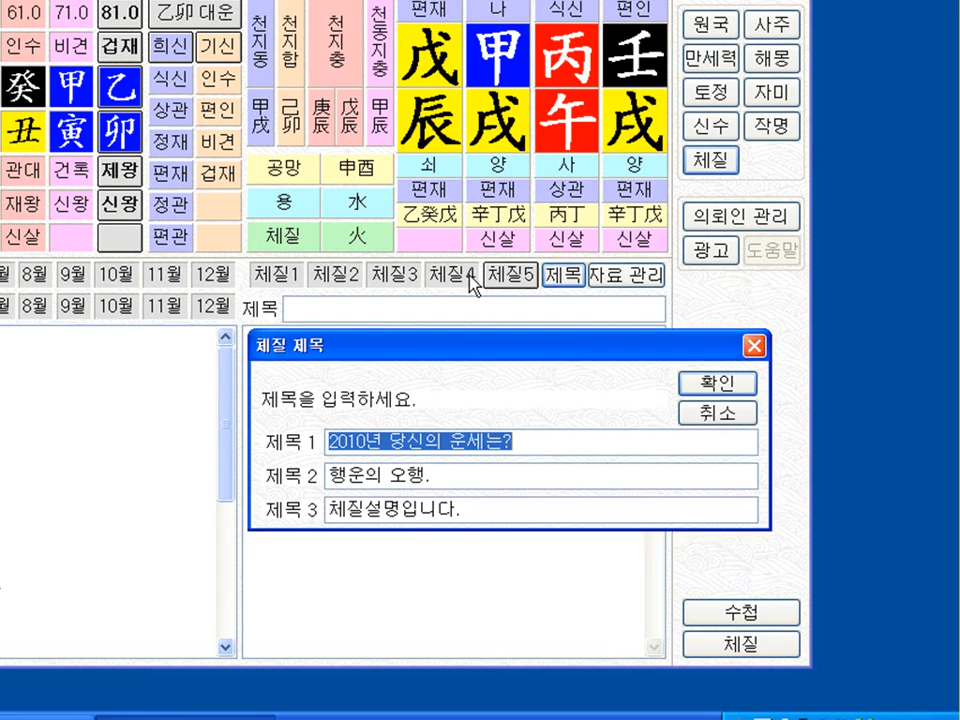 61.0 71.0 81.0 乙卯 대운 천지동 천지합 천지충 천동지충 편재 나 식신 편인 원국 사주
인수 비견 겁재 희신 기신 만세력 해몽
癸 甲 乙 식신 인수 戊 甲 丙 壬 토정 자미
丑 寅 卯 상관 편인 甲戌 己卯 庚辰 戊辰 甲辰 辰 戌 午 戌 신수 작명
정재 비견
관대 건록 제왕 편재 겁재 공망 申酉 쇠 양 사 양 체질
편재 편재 상관 편재
재왕 신왕 신왕 정관 용 水 乙癸戊 辛丁戊 丙丁 辛丁戊 의뢰인 관리
신살 편관 체질 火 신살 신살 신살 광고 도움말
월 8월 9월 10월 11월 12월 체질1 체질2 체질3 체질4 체질5 제목 자료 관리
월 8월 9월 10월 11월 12월 제목
체질 제목
확인
제목을 입력하세요.
취소
제목 1 2010년 당신의 운세는?
제목 2 행운의 오행.
제목 3 체질설명입니다.
수첩
체질